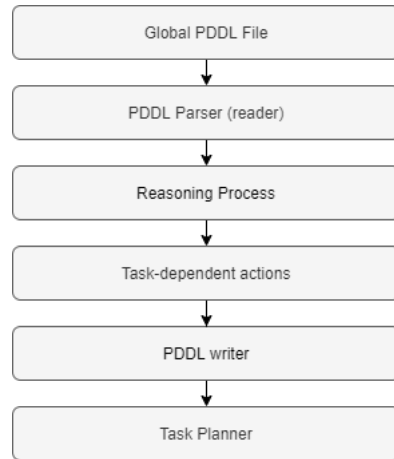 Global PDDL File
PDDL Parser (reader)
Reasoning Process
Task-dependent actions
PDDL writer
Task Planner